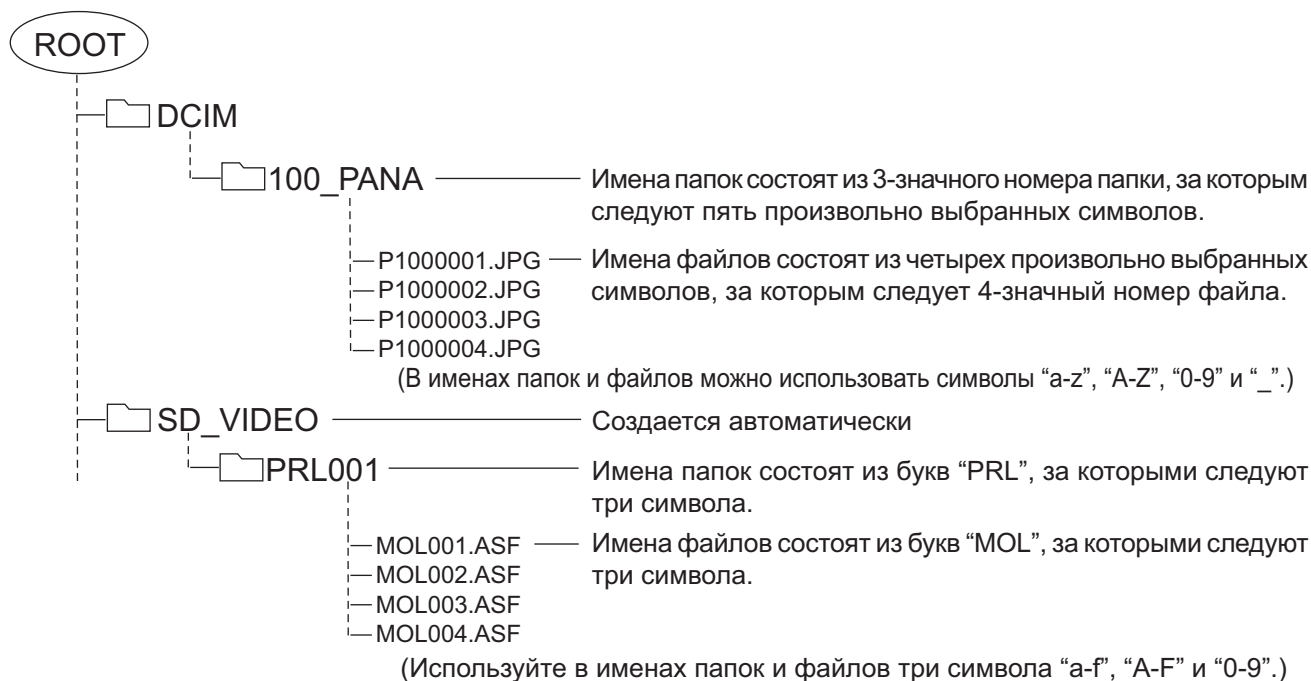 ROOT
DCIM
100_PANA
Имена папок состоят из 3-значного номера папки, за которым
следуют пять произвольно выбранных символов.
P1000001.JPG
Имена файлов состоят из четырех произвольно выбранных
символов, за которым следует 4-значный номер файла.
P1000002.JPG
P1000003.JPG
P1000004.JPG
(В именах папок и файлов можно использовать символы “a-z”, “A-Z”, “0-9” и “_”.)
SD_VIDEO
Создается автоматически
PRL001
Имена папок состоят из букв “PRL”, за которыми следуют
три символа.
MOL001.ASF
Имена файлов состоят из букв “MOL”, за которыми следуют
три символа.
MOL002.ASF
MOL003.ASF
MOL004.ASF
(Используйте в именах папок и файлов три символа “a-f”, “A-F” и “0-9”.)